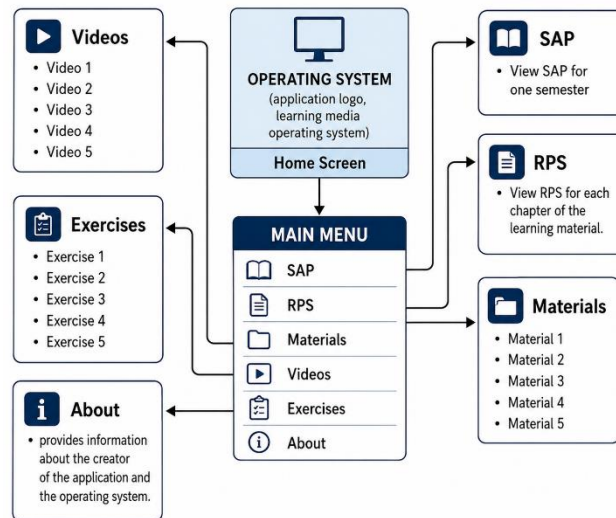 Videos
• Video 1
• Video 2
• Video 3
• Video 4
• Video 5
OPERATING SYSTEM
(application logo,
learning media
operating system)
Home Screen
SAP
• View SAP for
one semester
RPS
• View RPS for each
chapter of the
learning material.
Exercises
• Exercise 1
• Exercise 2
• Exercise 3
• Exercise 4
• Exercise 5
MAIN MENU
SAP
RPS
Materials
Videos
Exercises
About
Materials
• Material 1
• Material 2
• Material 3
• Material 4
• Material 5
About
• provides information
about the creator
of the application and
the operating system.